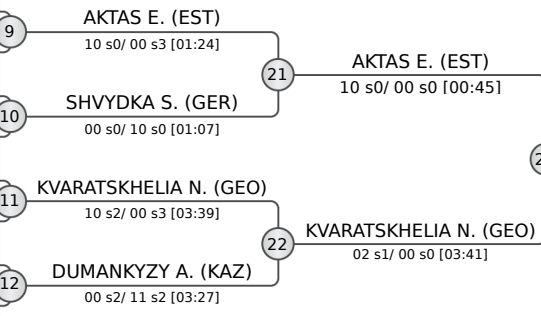 9
AKTAS E. (EST)
10 s0/ 00 s3 [01:24]
21
AKTAS E. (EST)
10 s0/ 00 s0 [00:45]
10
SHVYDKA S. (GER)
00 s0/ 10 s0 [01:07]
11
KVARATSKHELIA N. (GEO)
10 s2/ 00 s3 [03:39]
22
KVARATSKHELIA N. (GEO)
02 s1/ 00 s0 [03:41]
12
DUMANKYZY A. (KAZ)
00 s2/ 11 s2 [03:27]